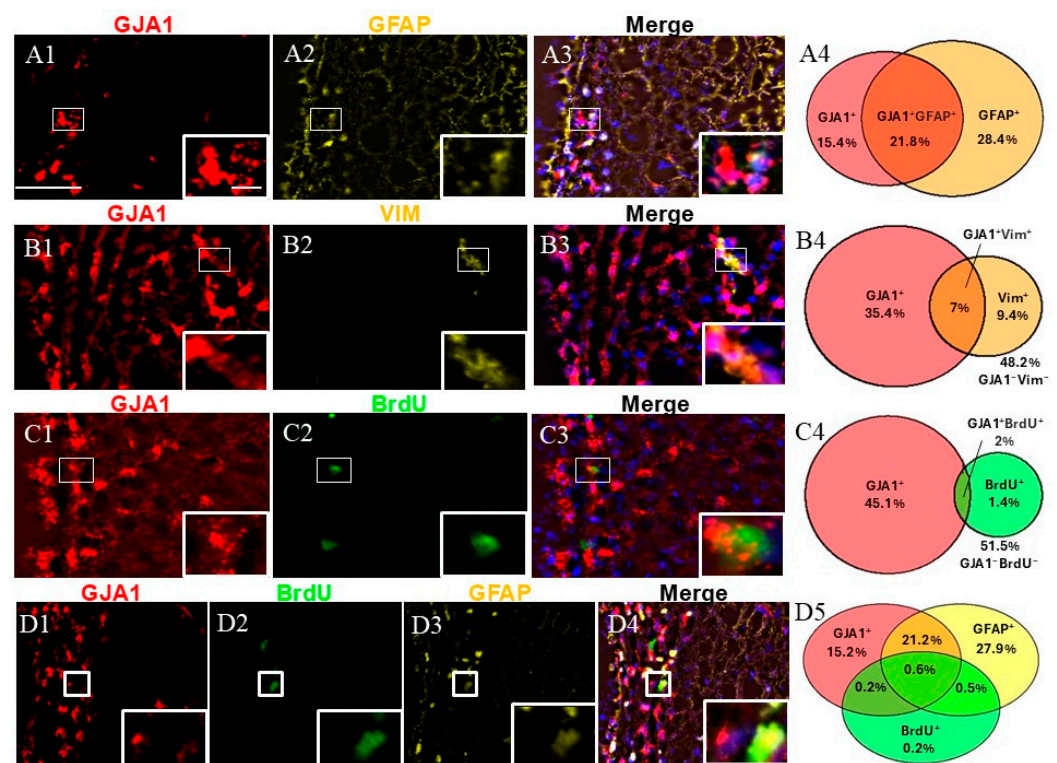 GJA1 GFAP Merge
A1 A2 A3 A4
GJA1⁺ GJA1⁺GFAP⁺ GFAP⁺
15.4% 21.8% 28.4%
GJA1 VIM Merge
B1 B2 B3 B4
GJA1⁺Vim⁺
GJA1⁺ Vim⁺
35.4% 7% 9.4%
48.2%
GJA1⁻Vim⁻
GJA1 BrdU Merge
C1 C2 C3 C4
GJA1⁺BrdU⁺
2%
GJA1⁺ BrdU⁺
45.1% 1.4%
51.5%
GJA1⁻BrdU⁻
GJA1 BrdU GFAP Merge
D1 D2 D3 D4 D5
GJA1⁺ GFAP⁺
15.2% 21.2% 27.9%
0.6%
0.2% 0.5%
BrdU⁺
0.2%